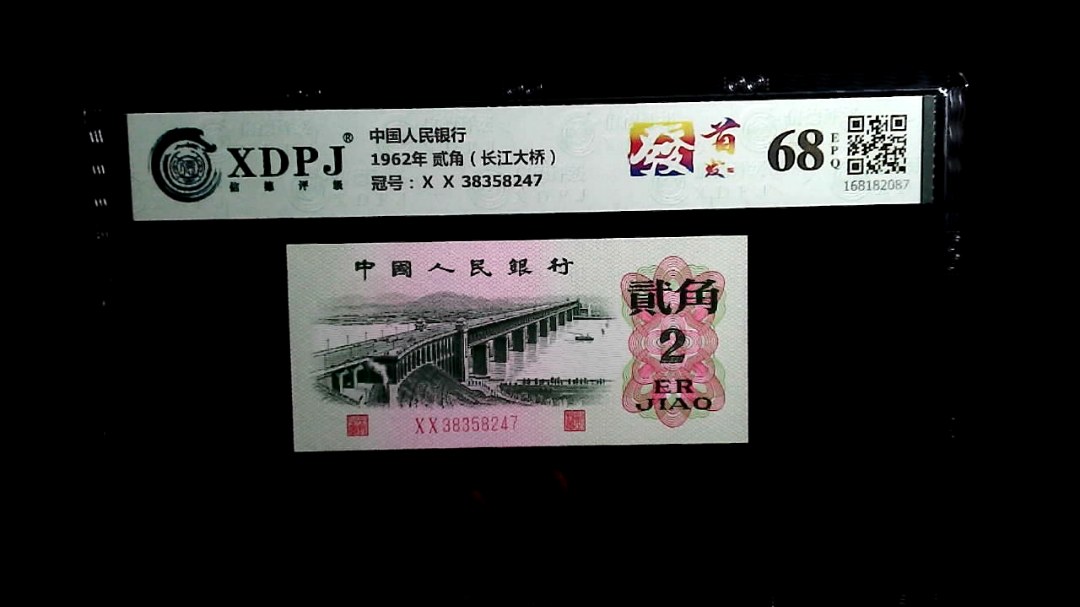 XDPJ®
信德评级
中国人民银行
1962年 贰角（长江大桥）
冠号：X X 38358247
發
首发
68
EPQ
168182087
中國人民銀行
貳角
2
ER
JIAO
XX38358247